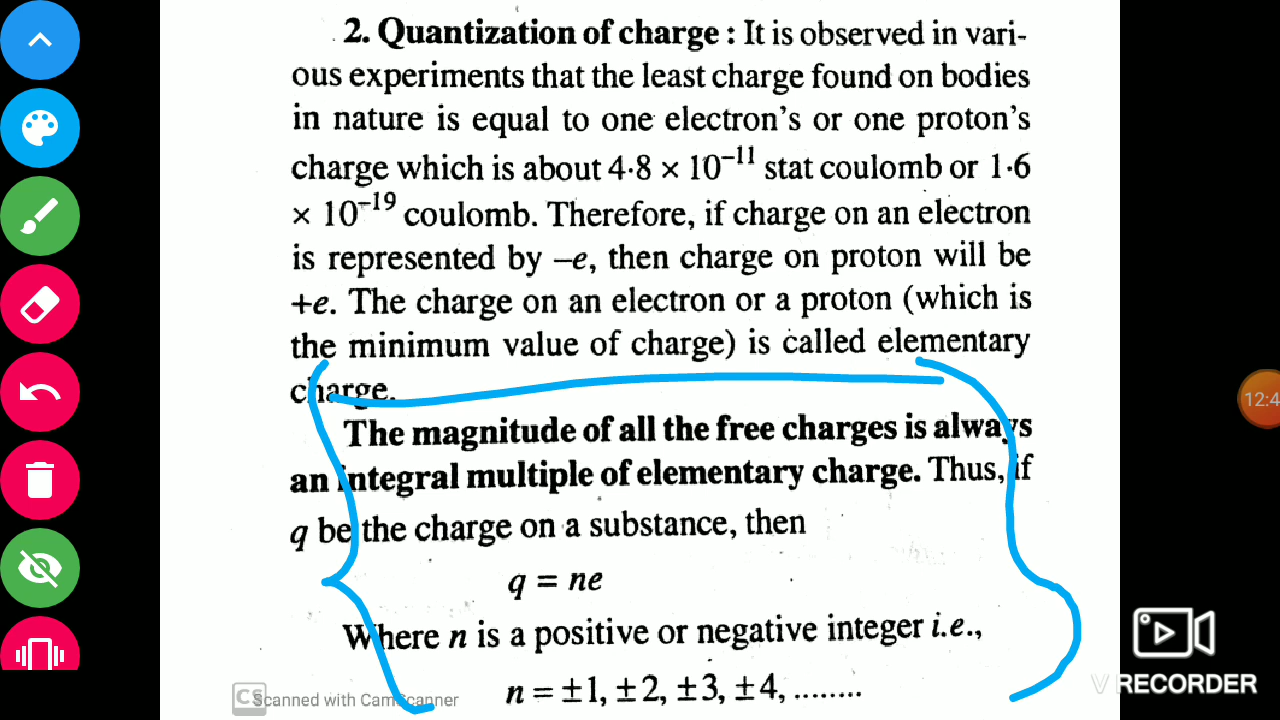 2. Quantization of charge : It is observed in vari-
ous experiments that the least charge found on bodies
in nature is equal to one electron's or one proton's
charge which is about 4·8 × 10⁻¹¹ stat coulomb or 1·6
× 10⁻¹⁹ coulomb. Therefore, if charge on an electron
is represented by –e, then charge on proton will be
+e. The charge on an electron or a proton (which is
the minimum value of charge) is called elementary
charge.
The magnitude of all the free charges is always
an integral multiple of elementary charge. Thus, if
q be the charge on a substance, then
q = ne
Where n is a positive or negative integer i.e.,
n = ±1, ±2, ±3, ±4, ........
CS Scanned with CamScanner
12:4
V RECORDER